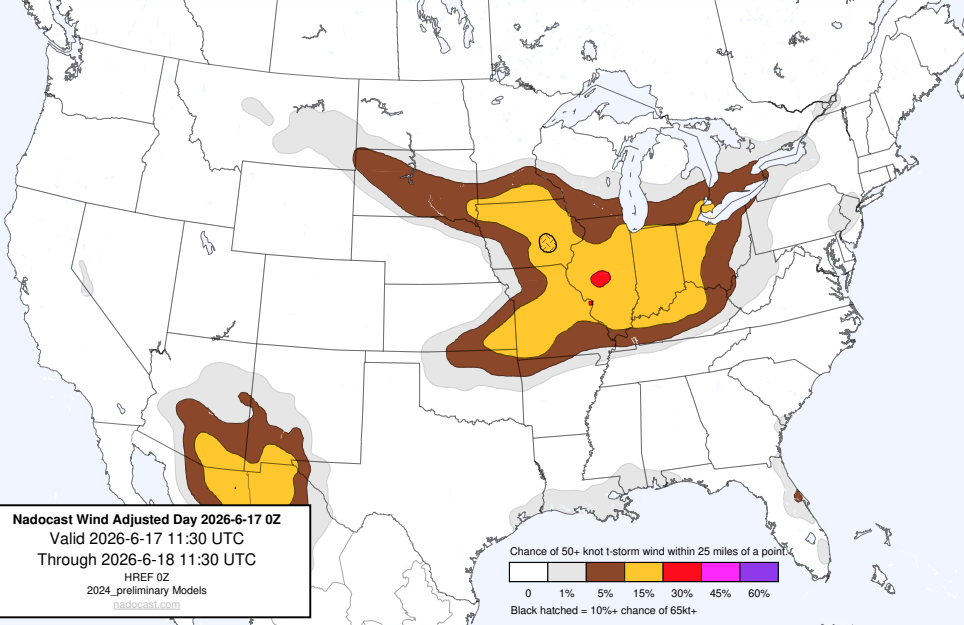 Nadocast Wind Adjusted Day 2026-6-17 0Z
Valid 2026-6-17 11:30 UTC
Through 2026-6-18 11:30 UTC
HREF 0Z
2024_preliminary Models
nadocast.com
Chance of 50+ knot t-storm wind within 25 miles of a point.
0 1% 5% 15% 30% 45% 60%
Black hatched = 10%+ chance of 65kt+